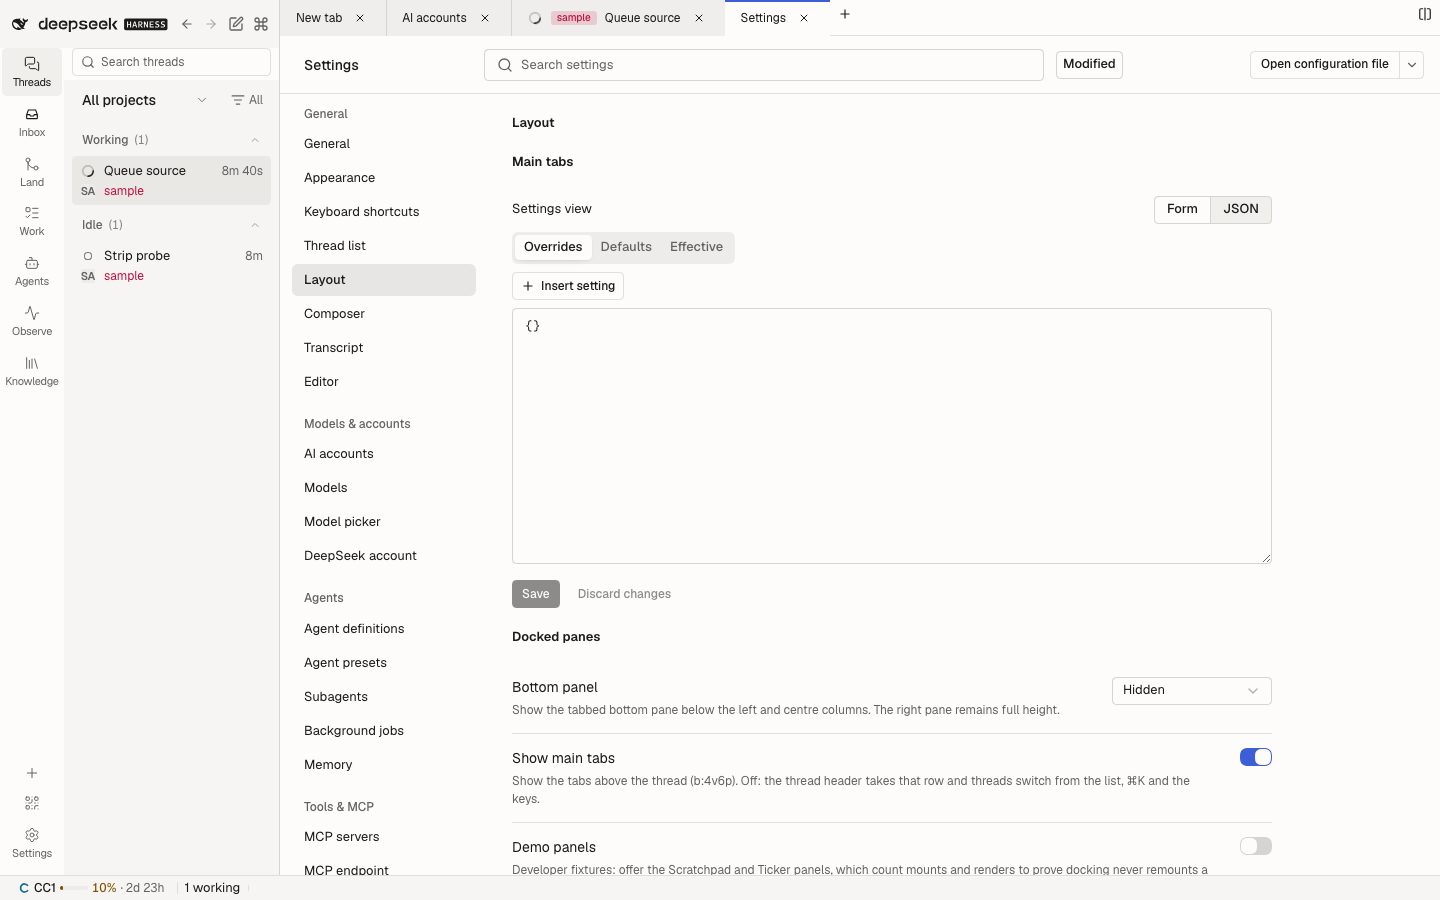 deepseek HARNESS
New tab
AI accounts
sample Queue source
Settings
Threads
Inbox
Land
Work
Agents
Observe
Knowledge
Settings
Search threads
All projects
All
Working (1)
Queue source 8m 40s
SA sample
Idle (1)
Strip probe 8m
SA sample
Settings
Search settings
Modified
Open configuration file
General
General
Appearance
Keyboard shortcuts
Thread list
Layout
Composer
Transcript
Editor
Models & accounts
AI accounts
Models
Model picker
DeepSeek account
Agents
Agent definitions
Agent presets
Subagents
Background jobs
Memory
Tools & MCP
MCP servers
MCP endpoint
Layout
Main tabs
Settings view
Form JSON
Overrides Defaults Effective
Insert setting
{}
Save Discard changes
Docked panes
Bottom panel
Hidden
Show the tabbed bottom pane below the left and centre columns. The right pane remains full height.
Show main tabs
Show the tabs above the thread (b:4v6p). Off: the thread header takes that row and threads switch from the list, ⌘K and the
keys.
Demo panels
Developer fixtures: offer the Scratchpad and Ticker panels, which count mounts and renders to prove docking never remounts a
C CC1 10% · 2d 23h 1 working